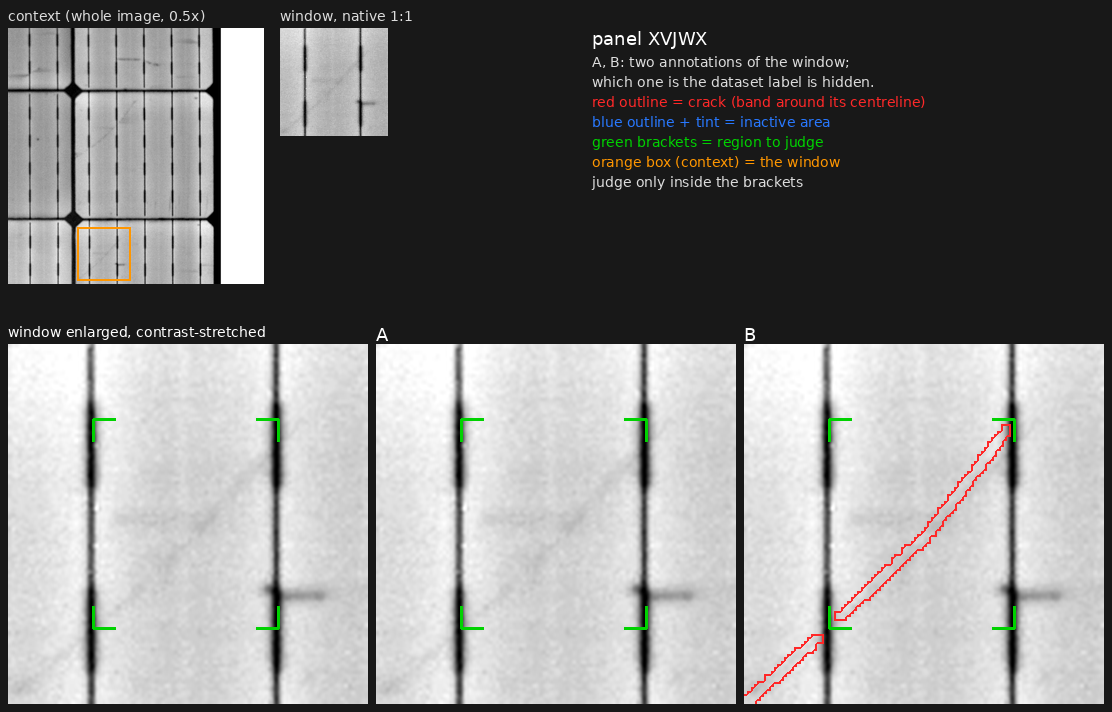 context (whole image, 0.5x)
window, native 1:1
panel XVJWX
A, B: two annotations of the window;
which one is the dataset label is hidden.
red outline = crack (band around its centreline)
blue outline + tint = inactive area
green brackets = region to judge
orange box (context) = the window
judge only inside the brackets
window enlarged, contrast-stretched
A
B